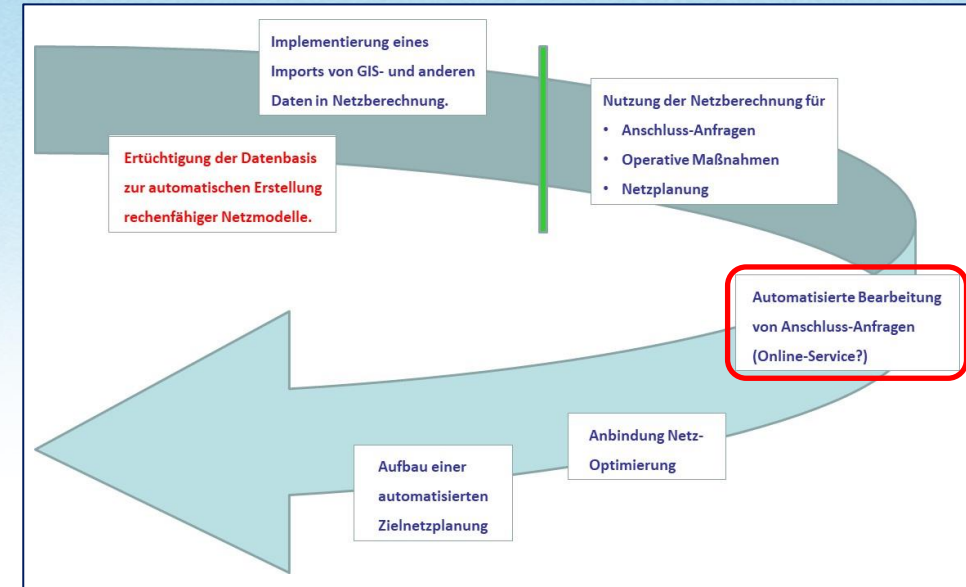 Implementierung eines
Imports von GIS- und anderen
Daten in Netzberechnung.
Ertüchtigung der Datenbasis
zur automatischen Erstellung
rechenfähiger Netzmodelle.
Nutzung der Netzberechnung für
• Anschluss-Anfragen
• Operative Maßnahmen
• Netzplanung
Automatisierte Bearbeitung
von Anschluss-Anfragen
(Online-Service?)
Anbindung Netz-
Optimierung
Aufbau einer
automatisierten
Zielnetzplanung